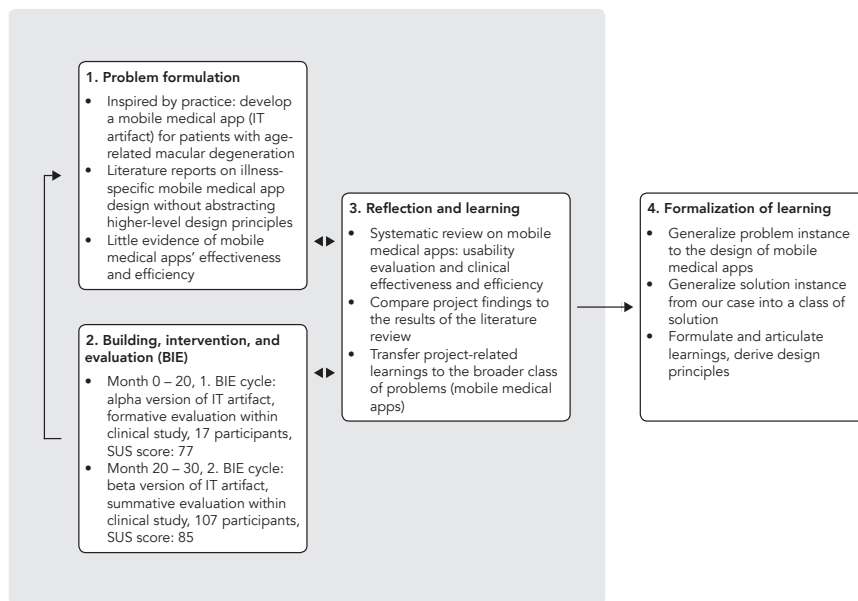 1. Problem formulation
• Inspired by practice: develop
a mobile medical app (IT
artifact) for patients with age-
related macular degeneration
• Literature reports on illness-
specific mobile medical app
design without abstracting
higher-level design principles
• Little evidence of mobile
medical apps' effectiveness
and efficiency
2. Building, intervention, and
evaluation (BIE)
• Month 0 – 20, 1. BIE cycle:
alpha version of IT artifact,
formative evaluation within
clinical study, 17 participants,
SUS score: 77
• Month 20 – 30, 2. BIE cycle:
beta version of IT artifact,
summative evaluation within
clinical study, 107 participants,
SUS score: 85
3. Reflection and learning
• Systematic review on mobile
medical apps: usability
evaluation and clinical
effectiveness and efficiency
• Compare project findings to
the results of the literature
review
• Transfer project-related
learnings to the broader class
of problems (mobile medical
apps)
4. Formalization of learning
• Generalize problem instance
to the design of mobile
medical apps
• Generalize solution instance
from our case into a class of
solution
• Formulate and articulate
learnings, derive design
principles